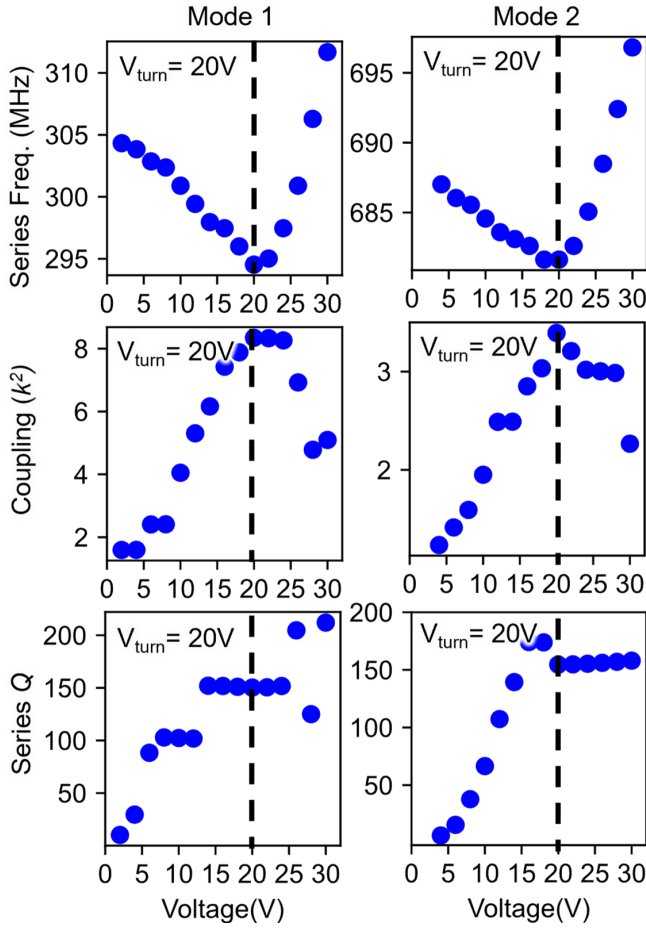 Mode 1 Mode 2
Series Freq. (MHz)
V_turn= 20V
310
305
300
295
0 5 10 15 20 25 30
V_turn= 20V
695
690
685
0 5 10 15 20 25 30
Coupling (k²)
V_turn= 20V
8
6
4
2
0 5 10 15 20 25 30
V_turn= 20V
3
2
0 5 10 15 20 25 30
Series Q
V_turn= 20V
200
150
100
50
0 5 10 15 20 25 30
Voltage(V)
V_turn= 20V
200
150
100
50
0 5 10 15 20 25 30
Voltage(V)